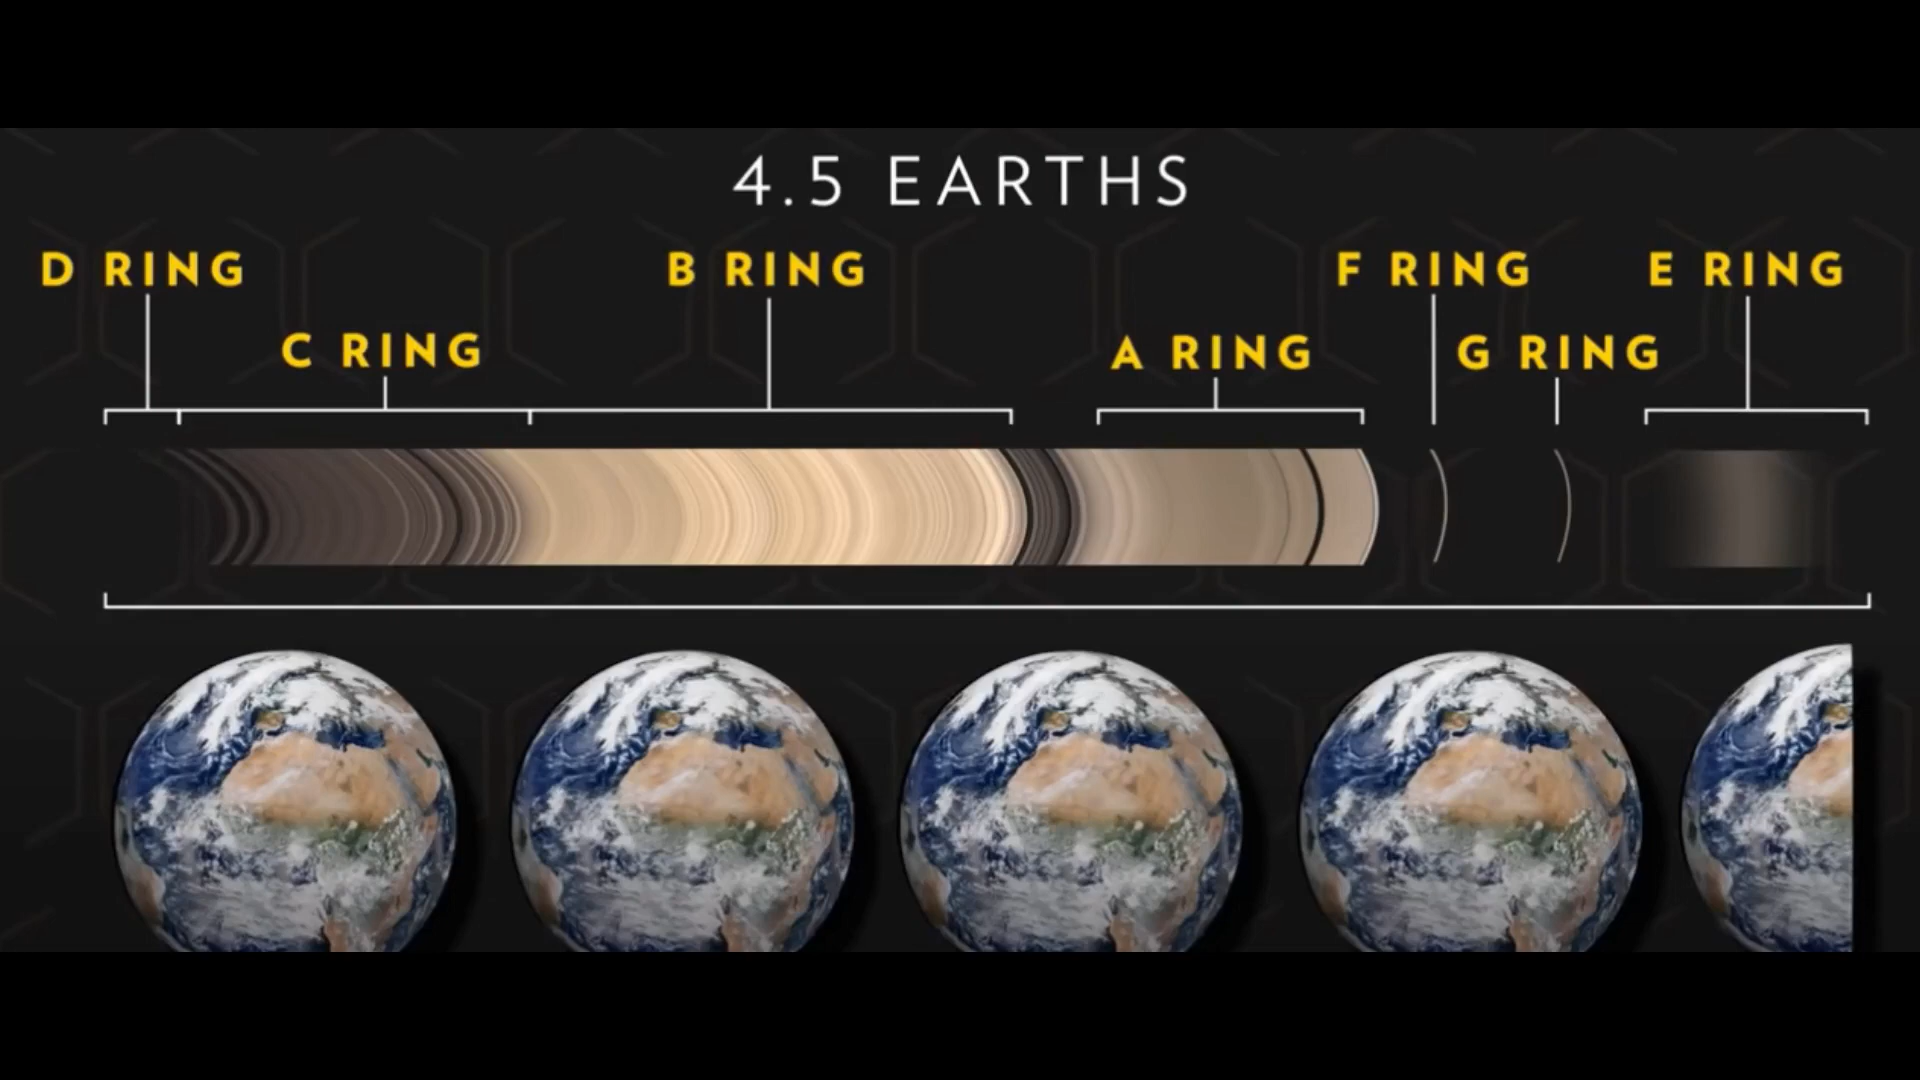 4.5 EARTHS
D RING
B RING
F RING
E RING
C RING
A RING
G RING